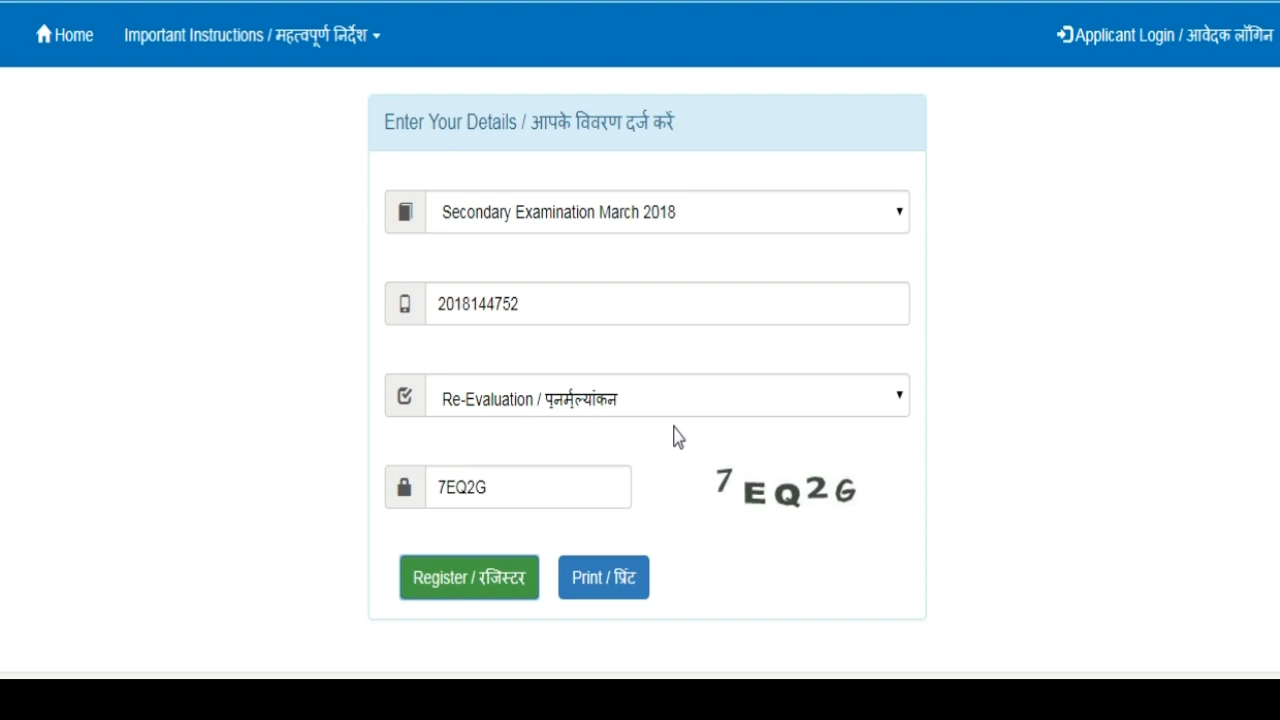 Home Important Instructions / महत्वपूर्ण निर्देश Applicant Login / आवेदक लॉगिन
Enter Your Details / आपके विवरण दर्ज करें
Secondary Examination March 2018
2018144752
Re-Evaluation / पुनर्मूल्यांकन
7EQ2G 7EQ2G
Register / रजिस्टर Print / प्रिंट